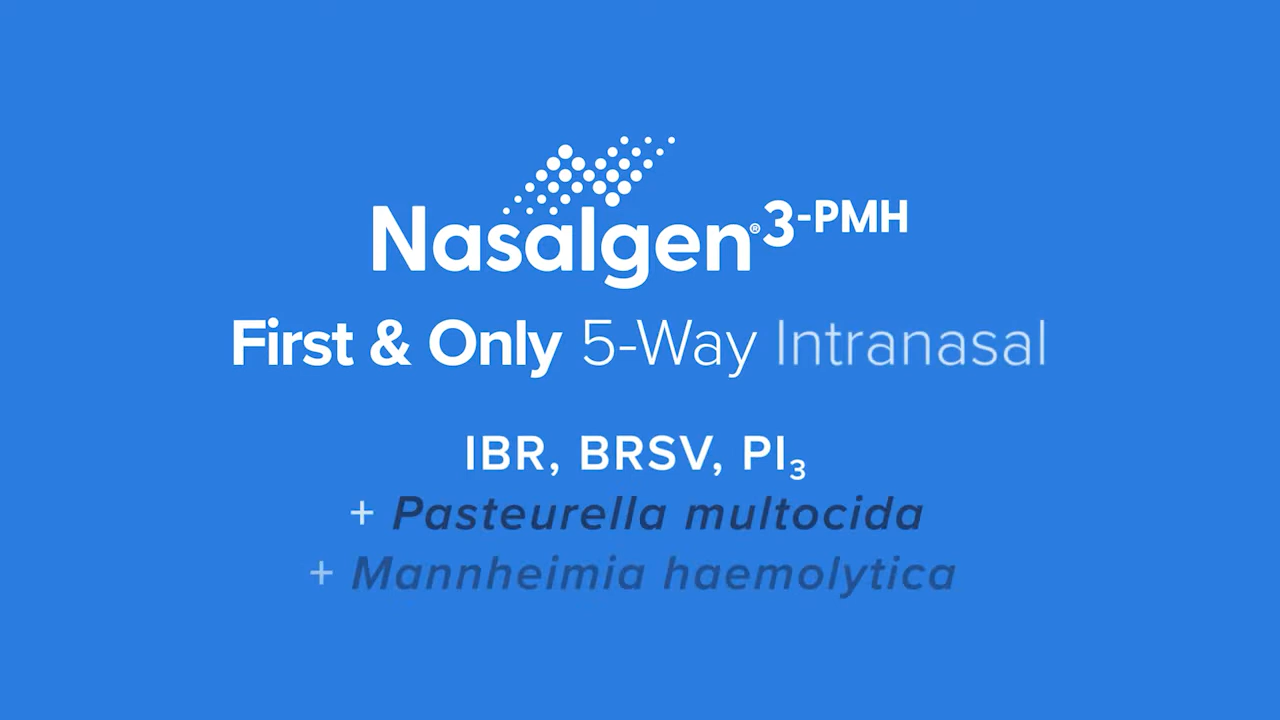 Nasalgen®3-PMH
First & Only 5-Way Intranasal
IBR, BRSV, PI₃
+ Pasteurella multocida
+ Mannheimia haemolytica